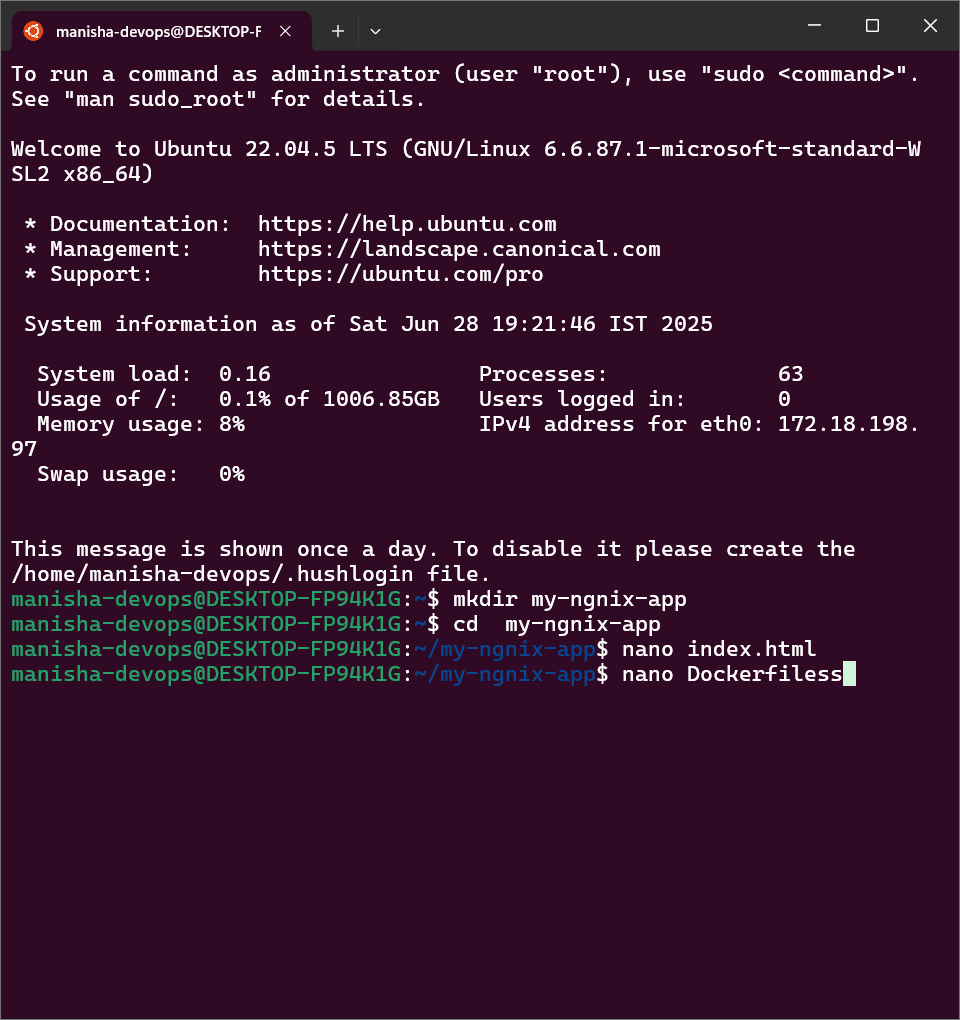 manisha-devops@DESKTOP-F
To run a command as administrator (user "root"), use "sudo <command>".
See "man sudo_root" for details.
Welcome to Ubuntu 22.04.5 LTS (GNU/Linux 6.6.87.1-microsoft-standard-W
SL2 x86_64)
* Documentation:  https://help.ubuntu.com
* Management:     https://landscape.canonical.com
* Support:        https://ubuntu.com/pro
System information as of Sat Jun 28 19:21:46 IST 2025
System load:  0.16                Processes:             63
Usage of /:   0.1% of 1006.85GB   Users logged in:       0
Memory usage: 8%                  IPv4 address for eth0: 172.18.198.
97
Swap usage:   0%
This message is shown once a day. To disable it please create the
/home/manisha-devops/.hushlogin file.
manisha-devops@DESKTOP-FP94K1G:~$ mkdir my-ngnix-app
manisha-devops@DESKTOP-FP94K1G:~$ cd  my-ngnix-app
manisha-devops@DESKTOP-FP94K1G:~/my-ngnix-app$ nano index.html
manisha-devops@DESKTOP-FP94K1G:~/my-ngnix-app$ nano Dockerfiless